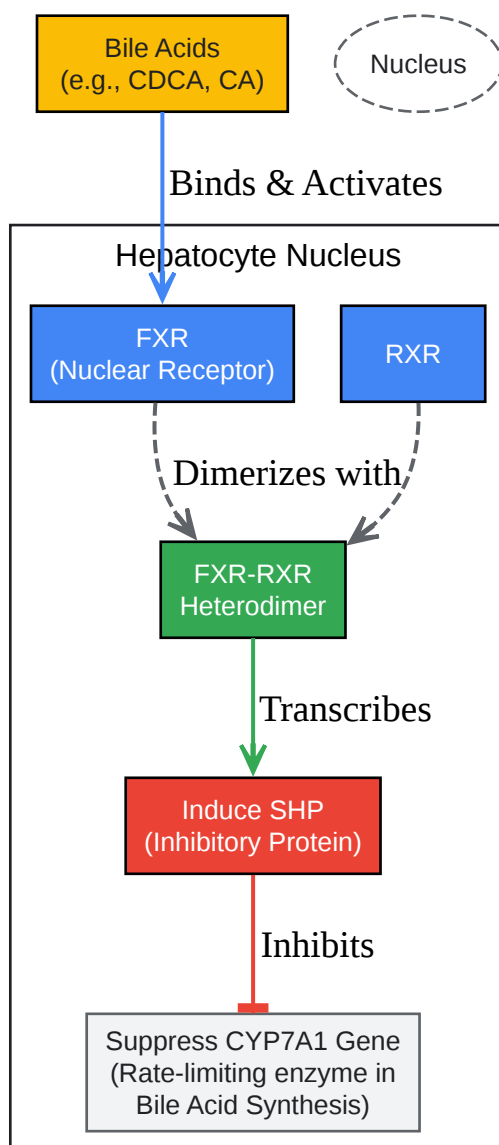 Bile Acids
(e.g., CDCA, CA)
Nucleus
Binds & Activates
Hepatocyte Nucleus
FXR
(Nuclear Receptor)
RXR
Dimerizes with
FXR-RXR
Heterodimer
Transcribes
Induce SHP
(Inhibitory Protein)
Inhibits
Suppress CYP7A1 Gene
(Rate-limiting enzyme in
Bile Acid Synthesis)